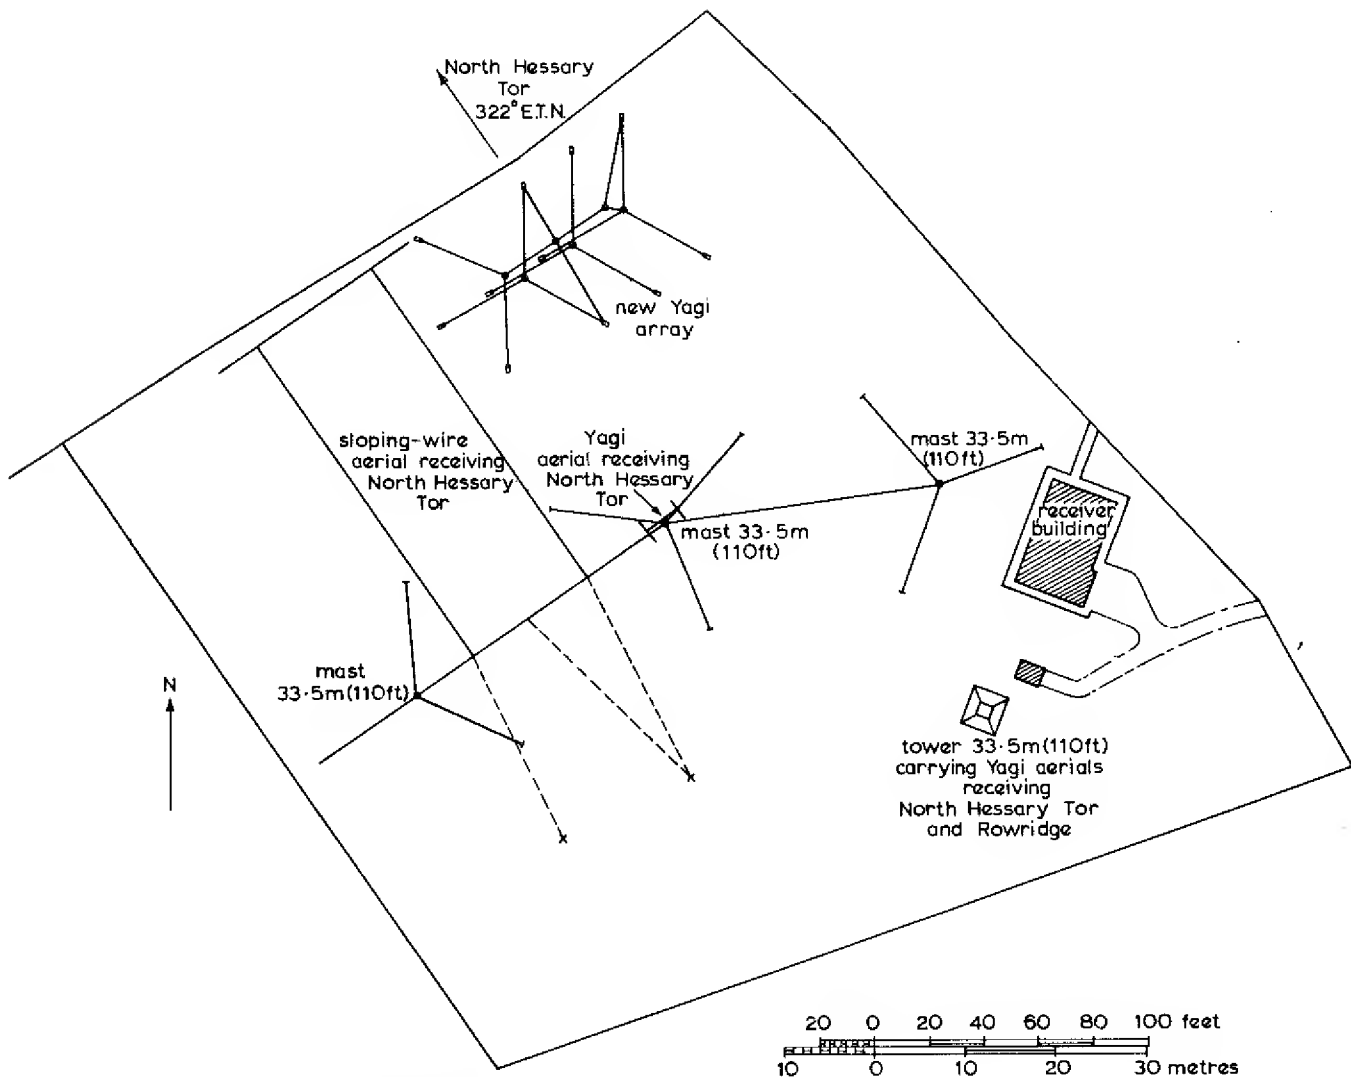 North Hessary
Tor
322° E.T.N.
new Yagi
array
sloping-wire
aerial receiving
North Hessary
Tor
Yagi
aerial receiving
North Hessary
Tor
mast 33·5m
(110ft)
mast 33·5m
(110ft)
receiver
building
mast
33·5m(110ft)
N
tower 33·5m(110ft)
carrying Yagi aerials
receiving
North Hessary Tor
and Rowridge
20 0 20 40 60 80 100 feet
10 0 10 20 30 metres